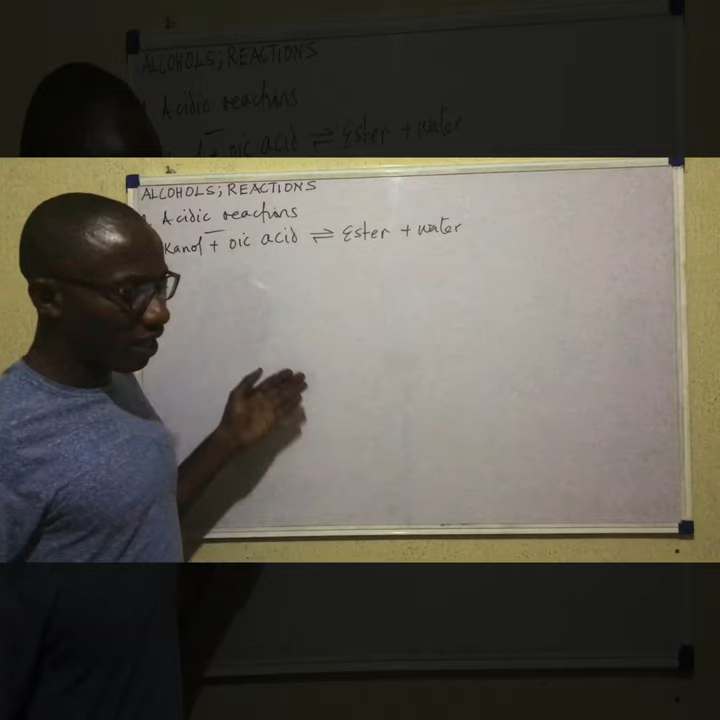 ALCOHOLS; REACTIONS
Acidic reactions
kanol + oic acid ⇌ Ester + water